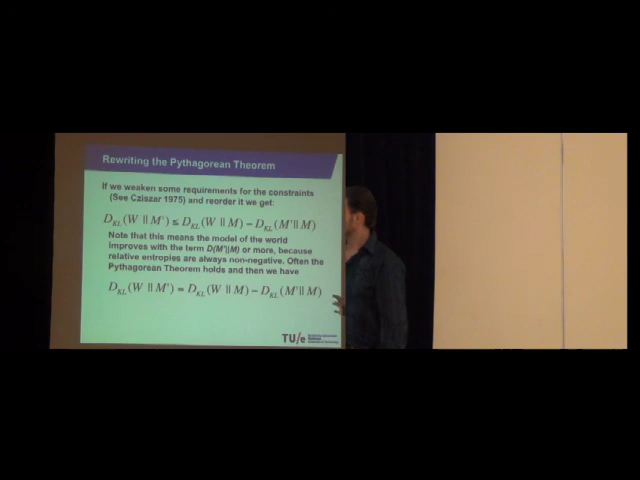 Rewriting the Pythagorean Theorem
If we weaken some requirements for the constraints
(See Cziszar 1975) and reorder it we get:
D_KL(W || M') ≤ D_KL(W || M) − D_KL(M' || M)
Note that this means the model of the world
improves with the term D(M'||M) or more, because
relative entropies are always non-negative. Often the
Pythagorean Theorem holds and then we have
D_KL(W || M') = D_KL(W || M) − D_KL(M' || M)
TU/e